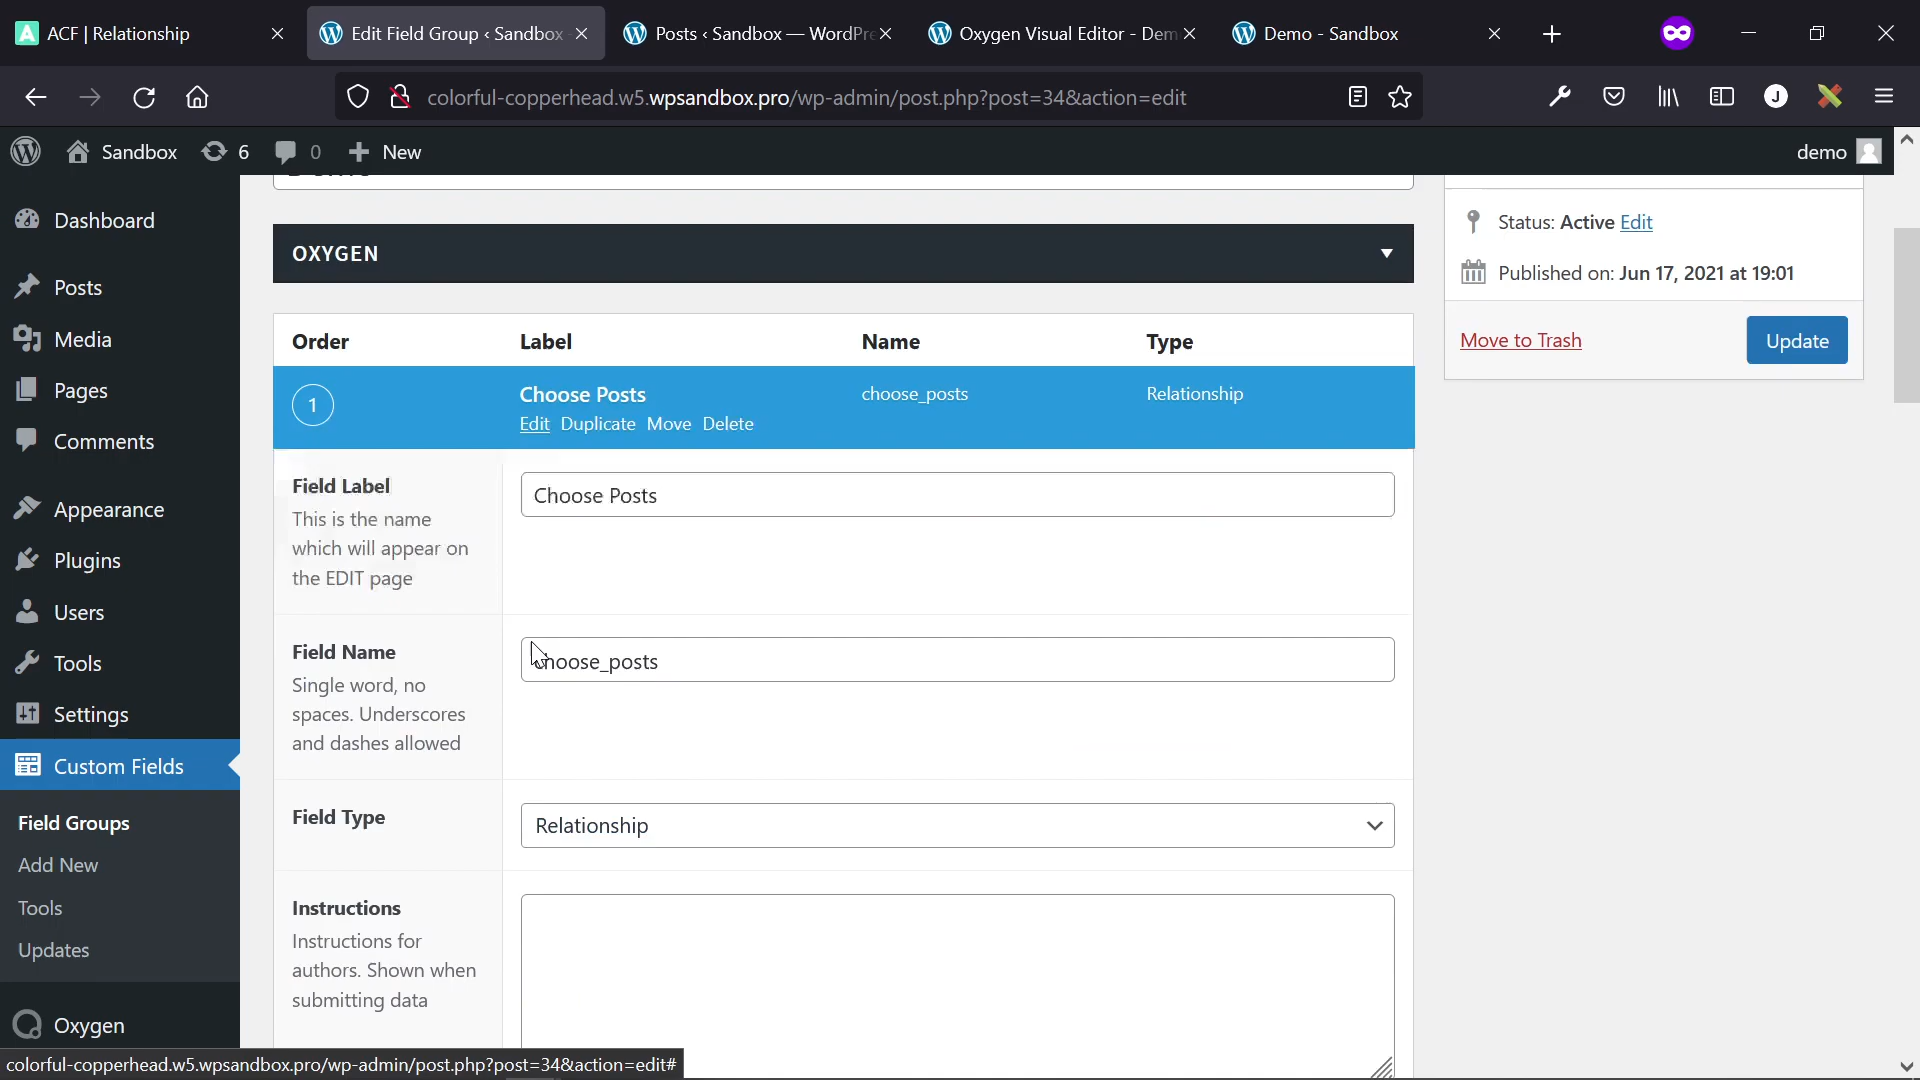 ACF | Relationship
Edit Field Group ‹ Sandbox
Posts ‹ Sandbox — WordPr
Oxygen Visual Editor - Dem
Demo - Sandbox
colorful-copperhead.w5.wpsandbox.pro/wp-admin/post.php?post=34&action=edit
J
Sandbox
6
0
New
demo
Dashboard
Posts
Media
Pages
Comments
Appearance
Plugins
Users
Tools
Settings
Custom Fields
Field Groups
Add New
Tools
Updates
Oxygen
OXYGEN
Order Label Name Type
1 Choose Posts choose_posts Relationship
Edit Duplicate Move Delete
Field Label
This is the name
which will appear on
the EDIT page
Choose Posts
Field Name
Single word, no
spaces. Underscores
and dashes allowed
choose_posts
Field Type
Relationship
Instructions
Instructions for
authors. Shown when
submitting data
Status: Active Edit
Published on: Jun 17, 2021 at 19:01
Move to Trash
Update
colorful-copperhead.w5.wpsandbox.pro/wp-admin/post.php?post=34&action=edit#